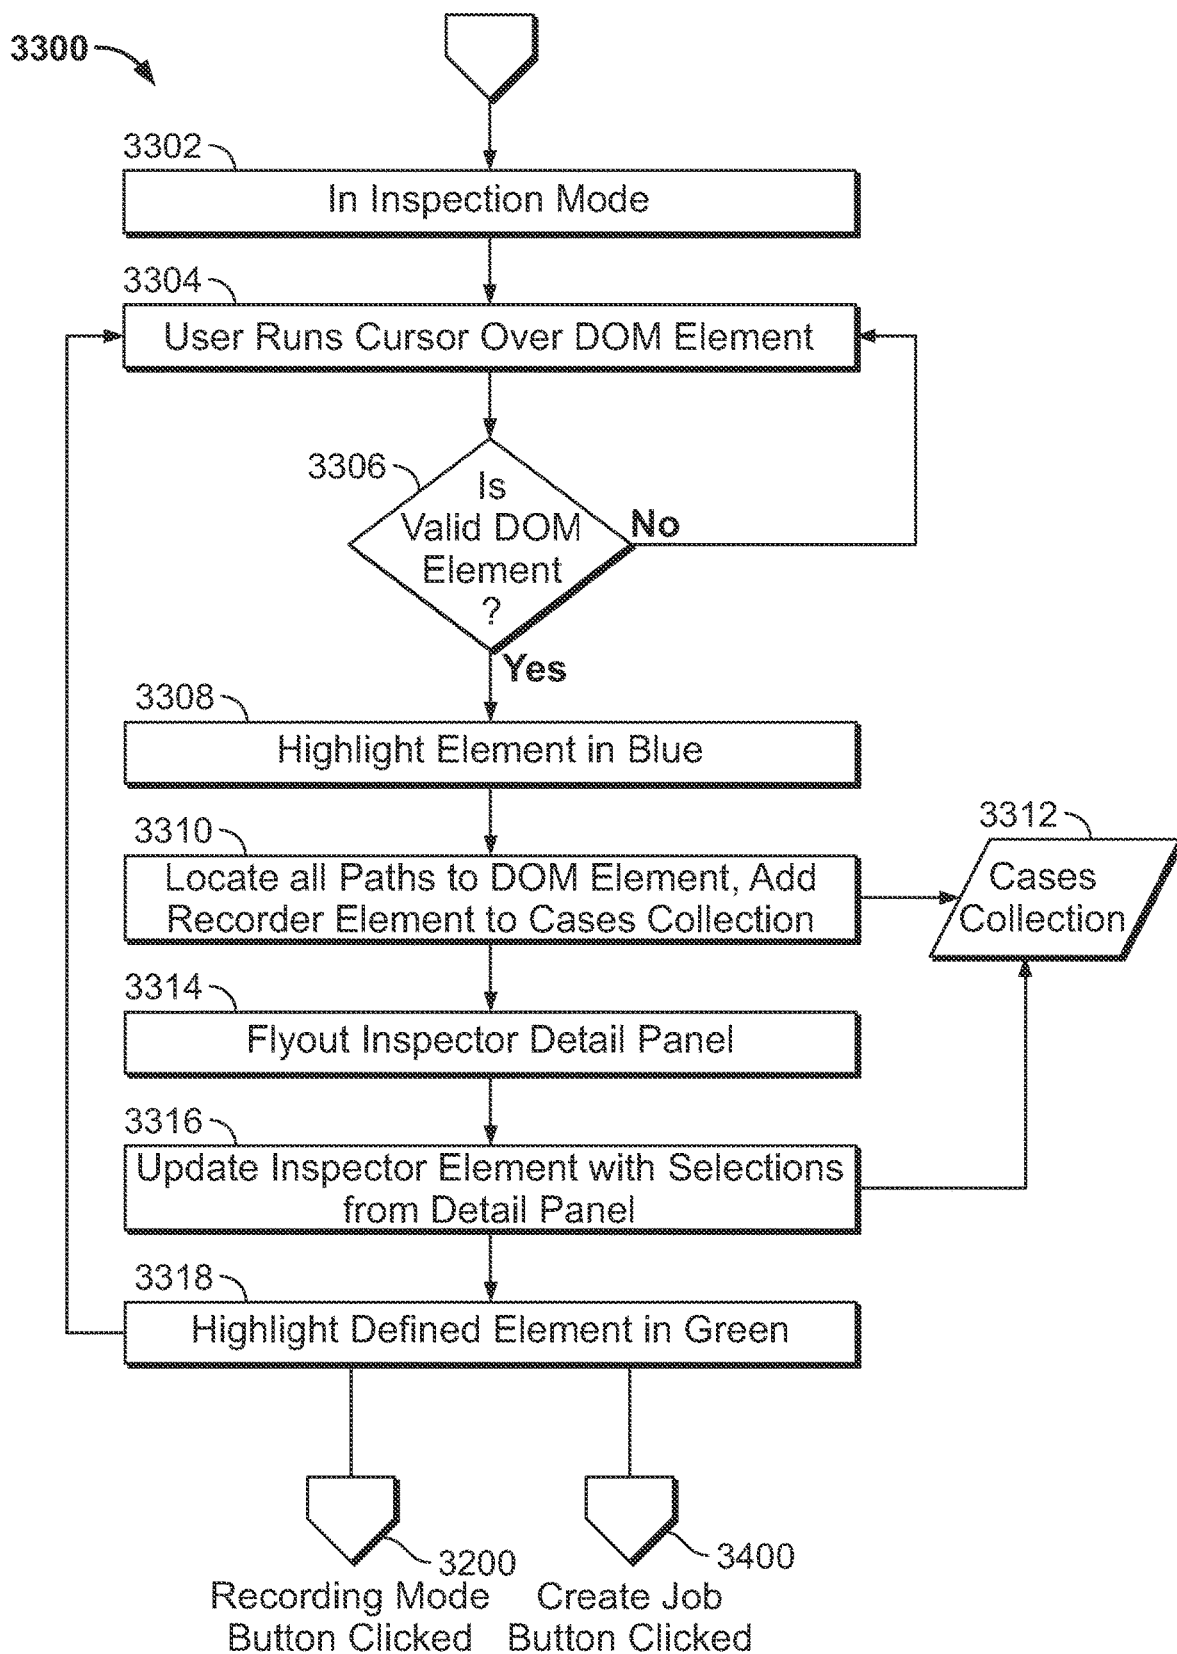 3300
3302
In Inspection Mode
3304
User Runs Cursor Over DOM Element
3306
Is
Valid DOM
Element
?
No
Yes
3308
Highlight Element in Blue
3310
Locate all Paths to DOM Element, Add
Recorder Element to Cases Collection
3312
Cases
Collection
3314
Flyout Inspector Detail Panel
3316
Update Inspector Element with Selections
from Detail Panel
3318
Highlight Defined Element in Green
3200
Recording Mode
Button Clicked
3400
Create Job
Button Clicked